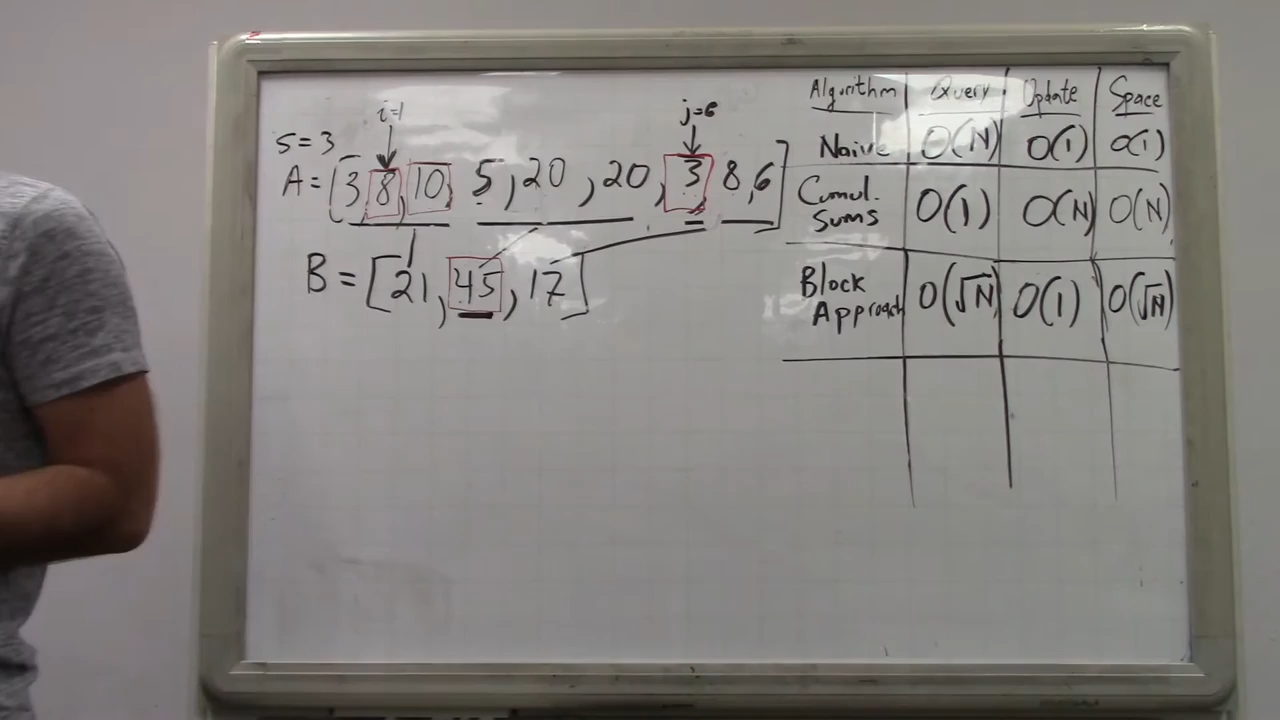 i=1
j=6
S=3
A = [3, 8, 10, 5, 20, 20, 3 8, 6]
B = [21, 45, 17]
Algorithm Query Update Space
Naive O(N) O(1) O(1)
Cumul. Sums O(1) O(N) O(N)
Block Approach O(√N) O(1) O(√N)